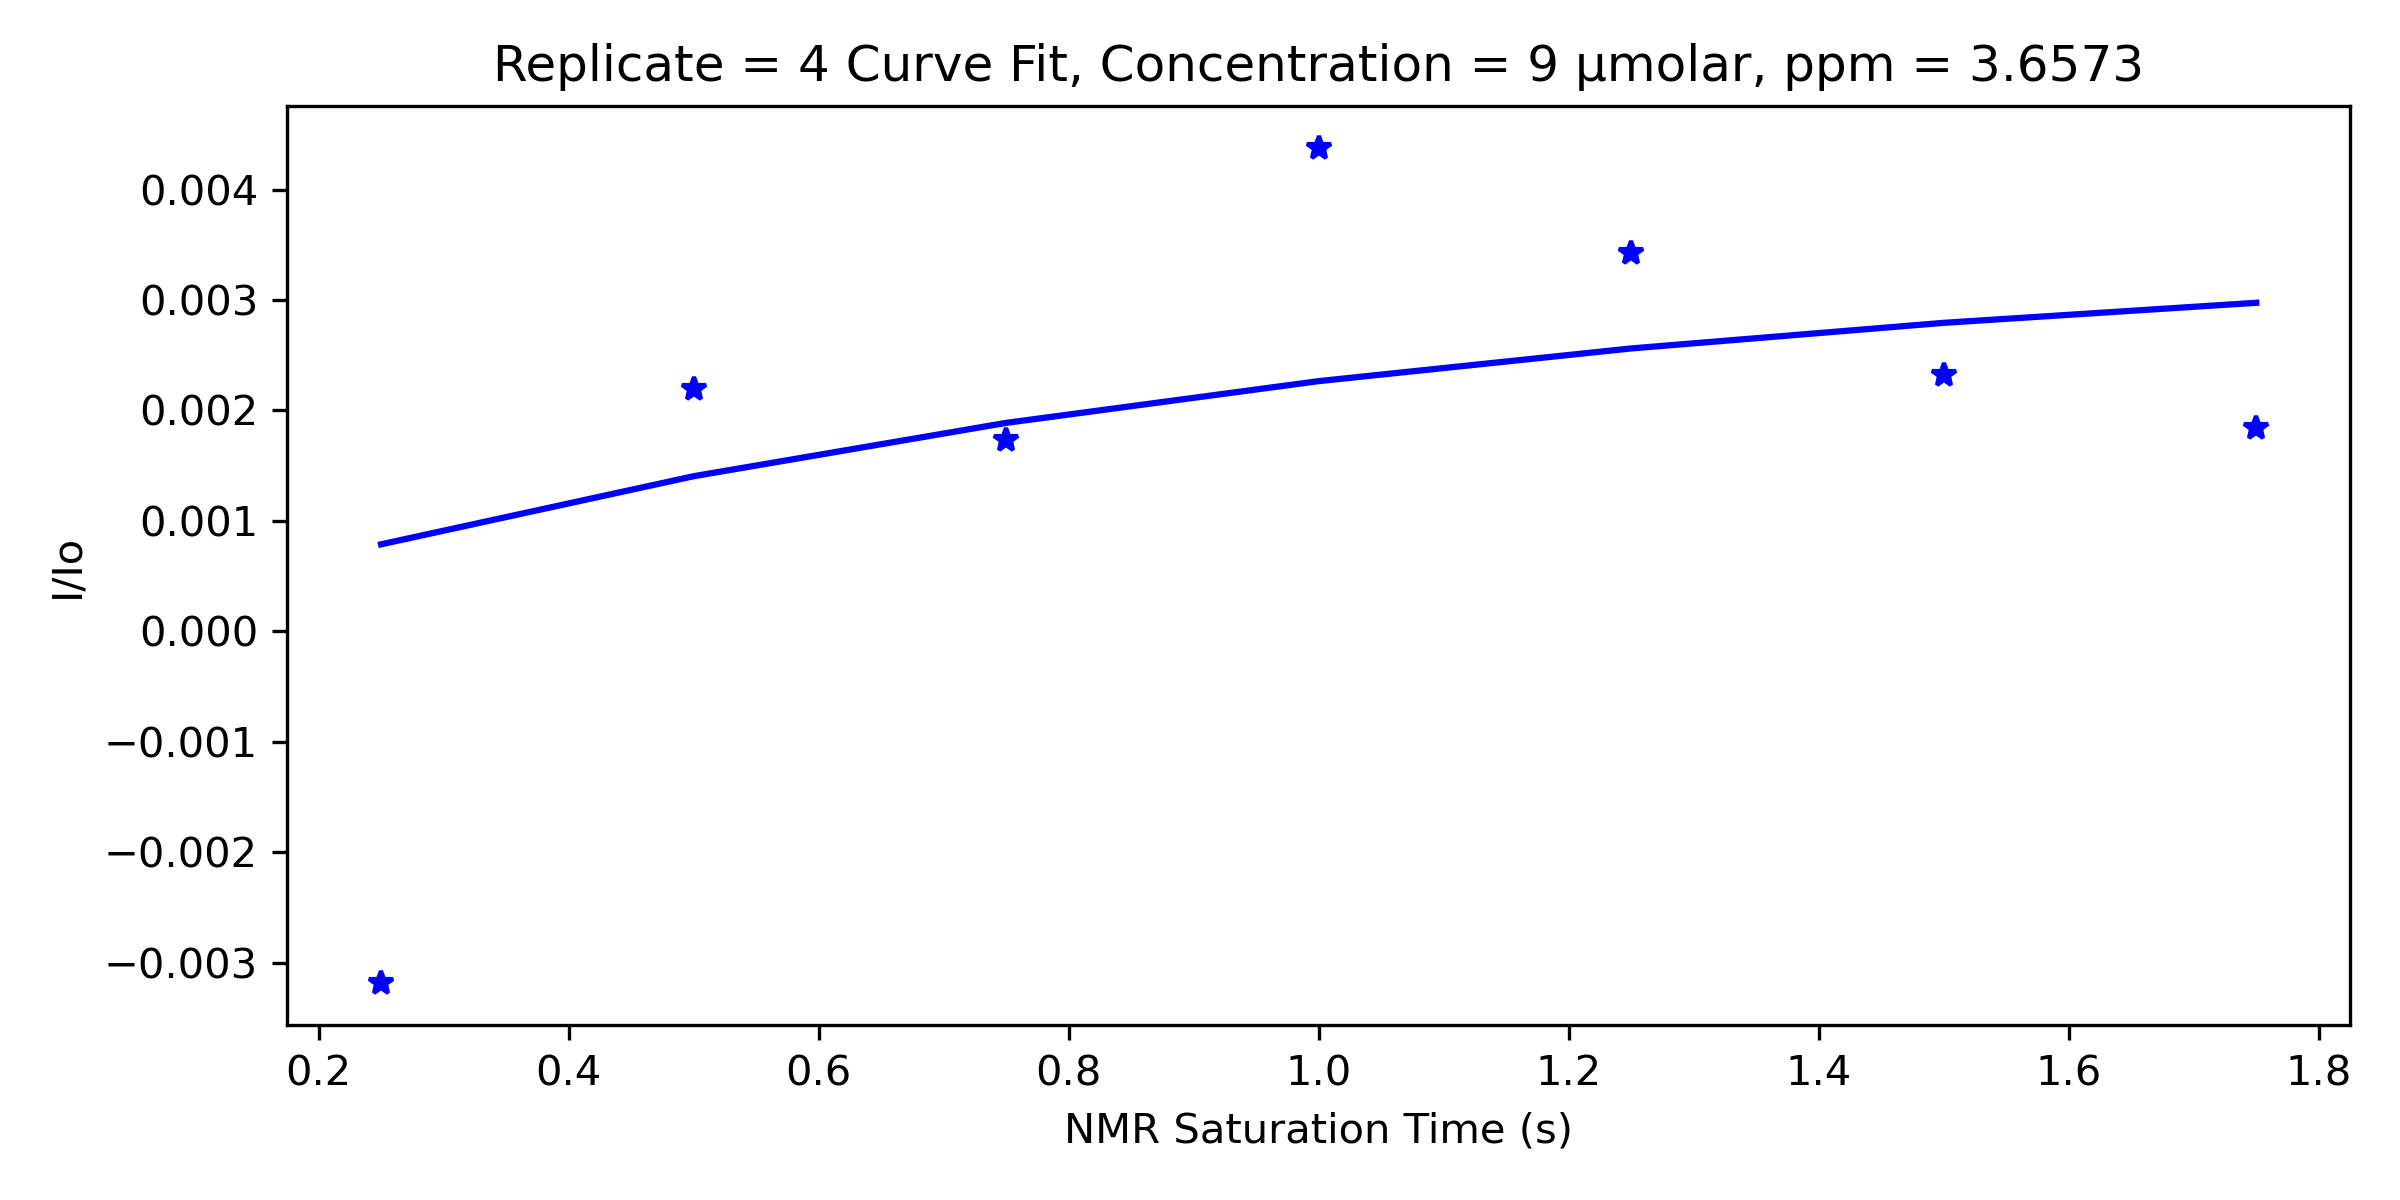 Replicate = 4 Curve Fit, Concentration = 9 µmolar, ppm = 3.6573
I/Io
0.004
0.003
0.002
0.001
0.000
−0.001
−0.002
−0.003
0.2 0.4 0.6 0.8 1.0 1.2 1.4 1.6 1.8
NMR Saturation Time (s)